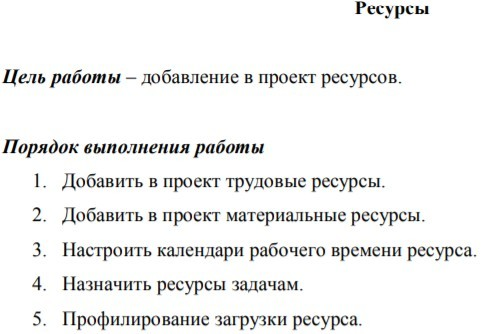 Ресурсы
Цель работы – добавление в проект ресурсов.
Порядок выполнения работы
1. Добавить в проект трудовые ресурсы.
2. Добавить в проект материальные ресурсы.
3. Настроить календари рабочего времени ресурса.
4. Назначить ресурсы задачам.
5. Профилирование загрузки ресурса.